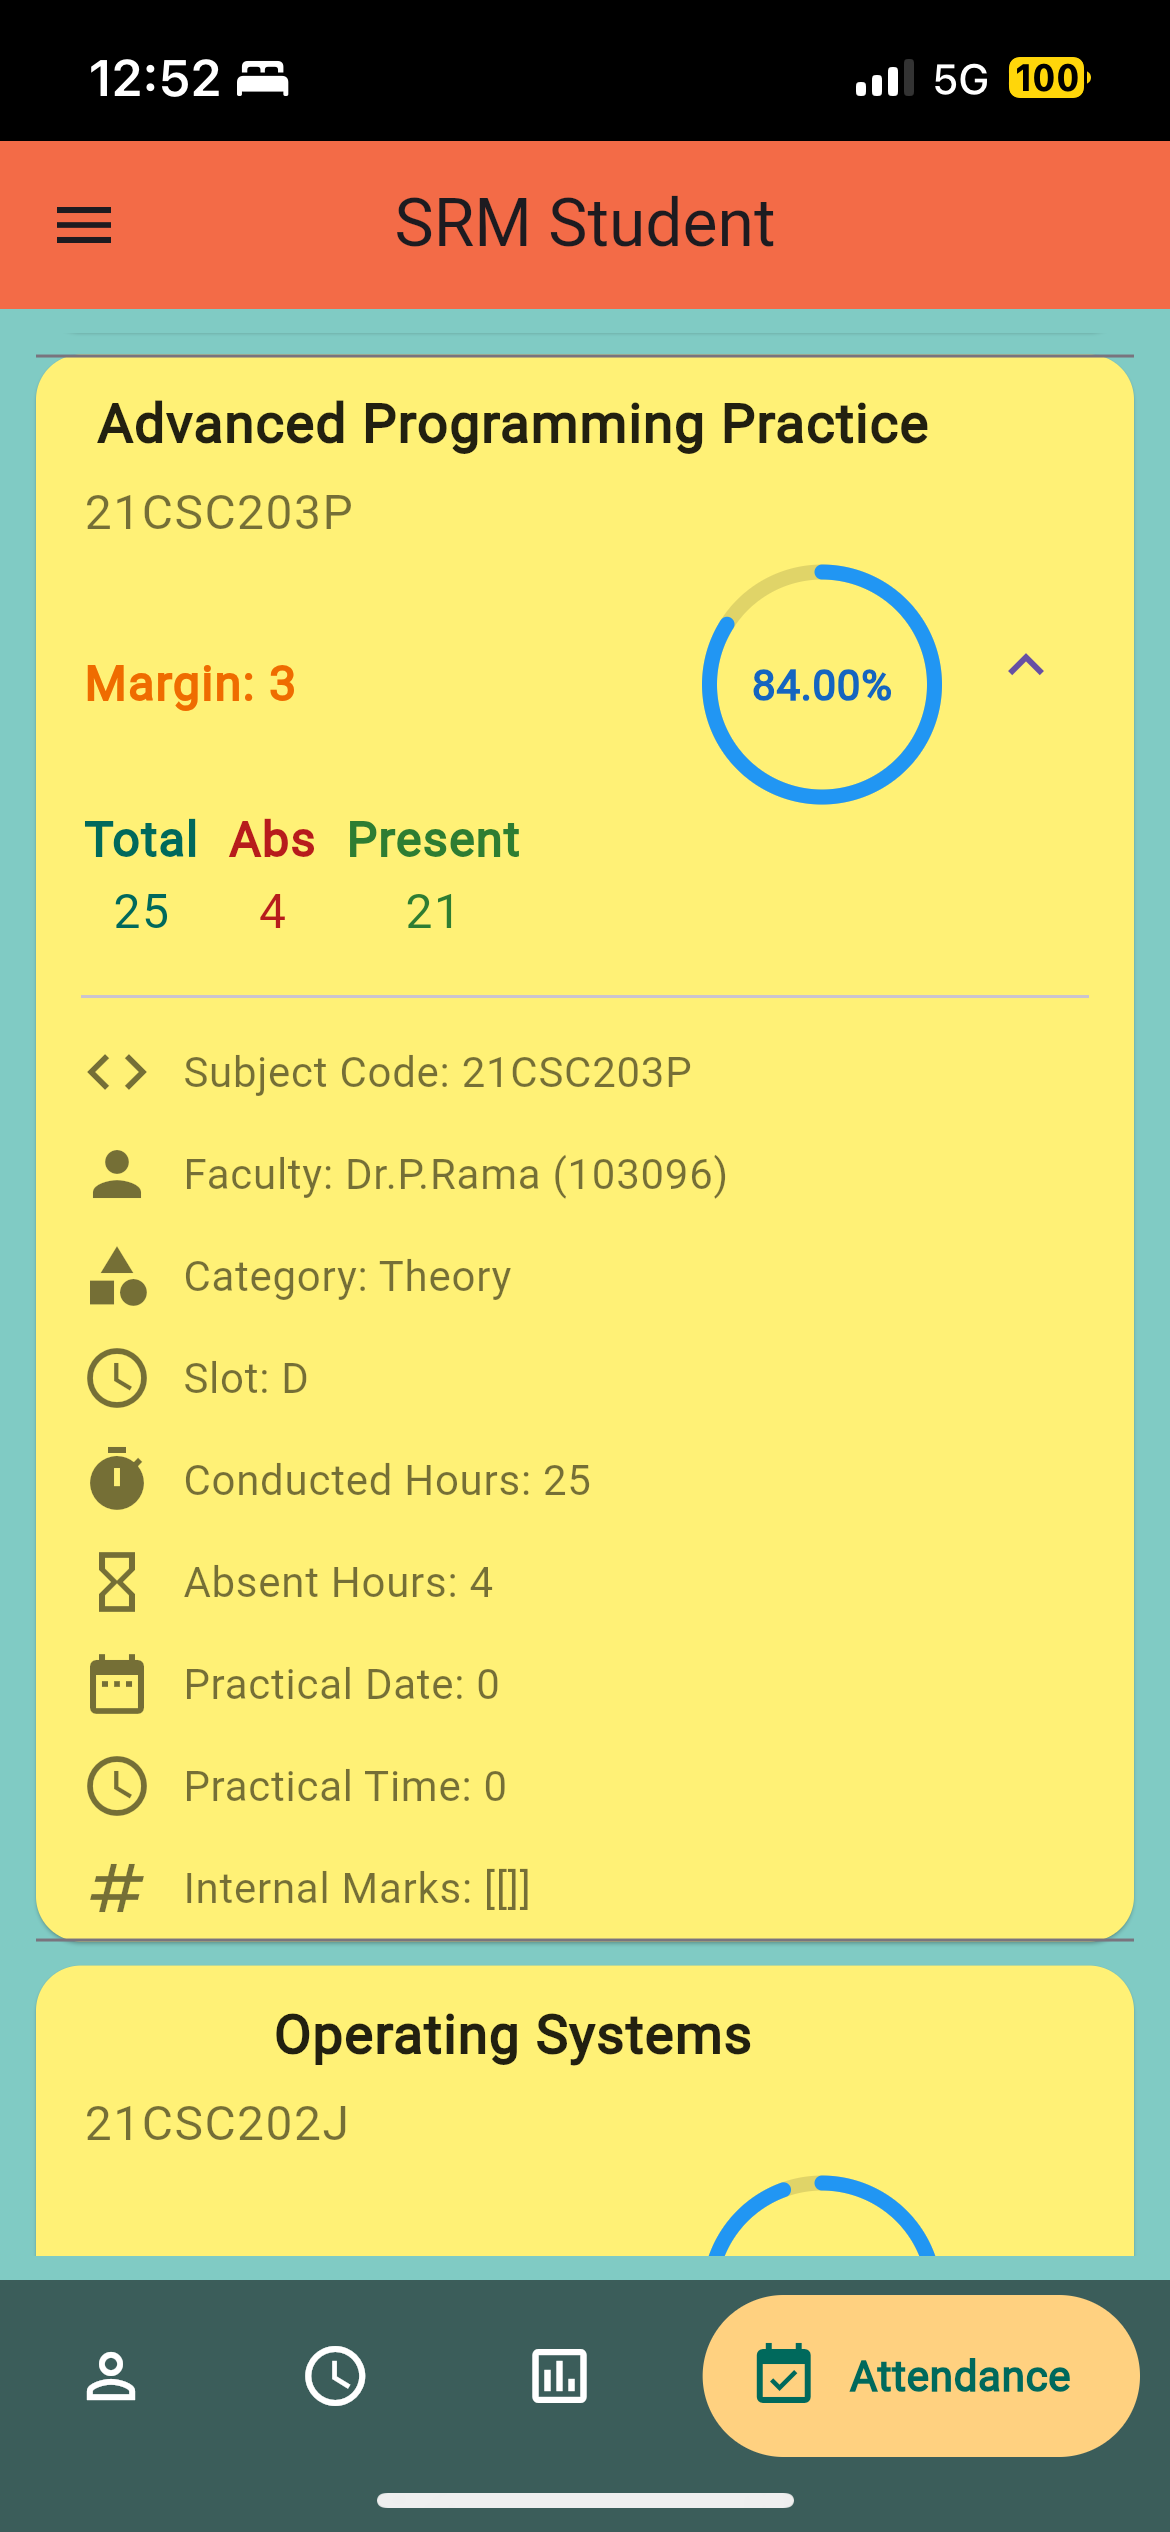 12:52
5G 100
SRM Student
Advanced Programming Practice
21CSC203P
Margin: 3
84.00%
Total Abs Present
25 4 21
Subject Code: 21CSC203P
Faculty: Dr.P.Rama (103096)
Category: Theory
Slot: D
Conducted Hours: 25
Absent Hours: 4
Practical Date: 0
Practical Time: 0
Internal Marks: [[]]
Operating Systems
21CSC202J
Attendance